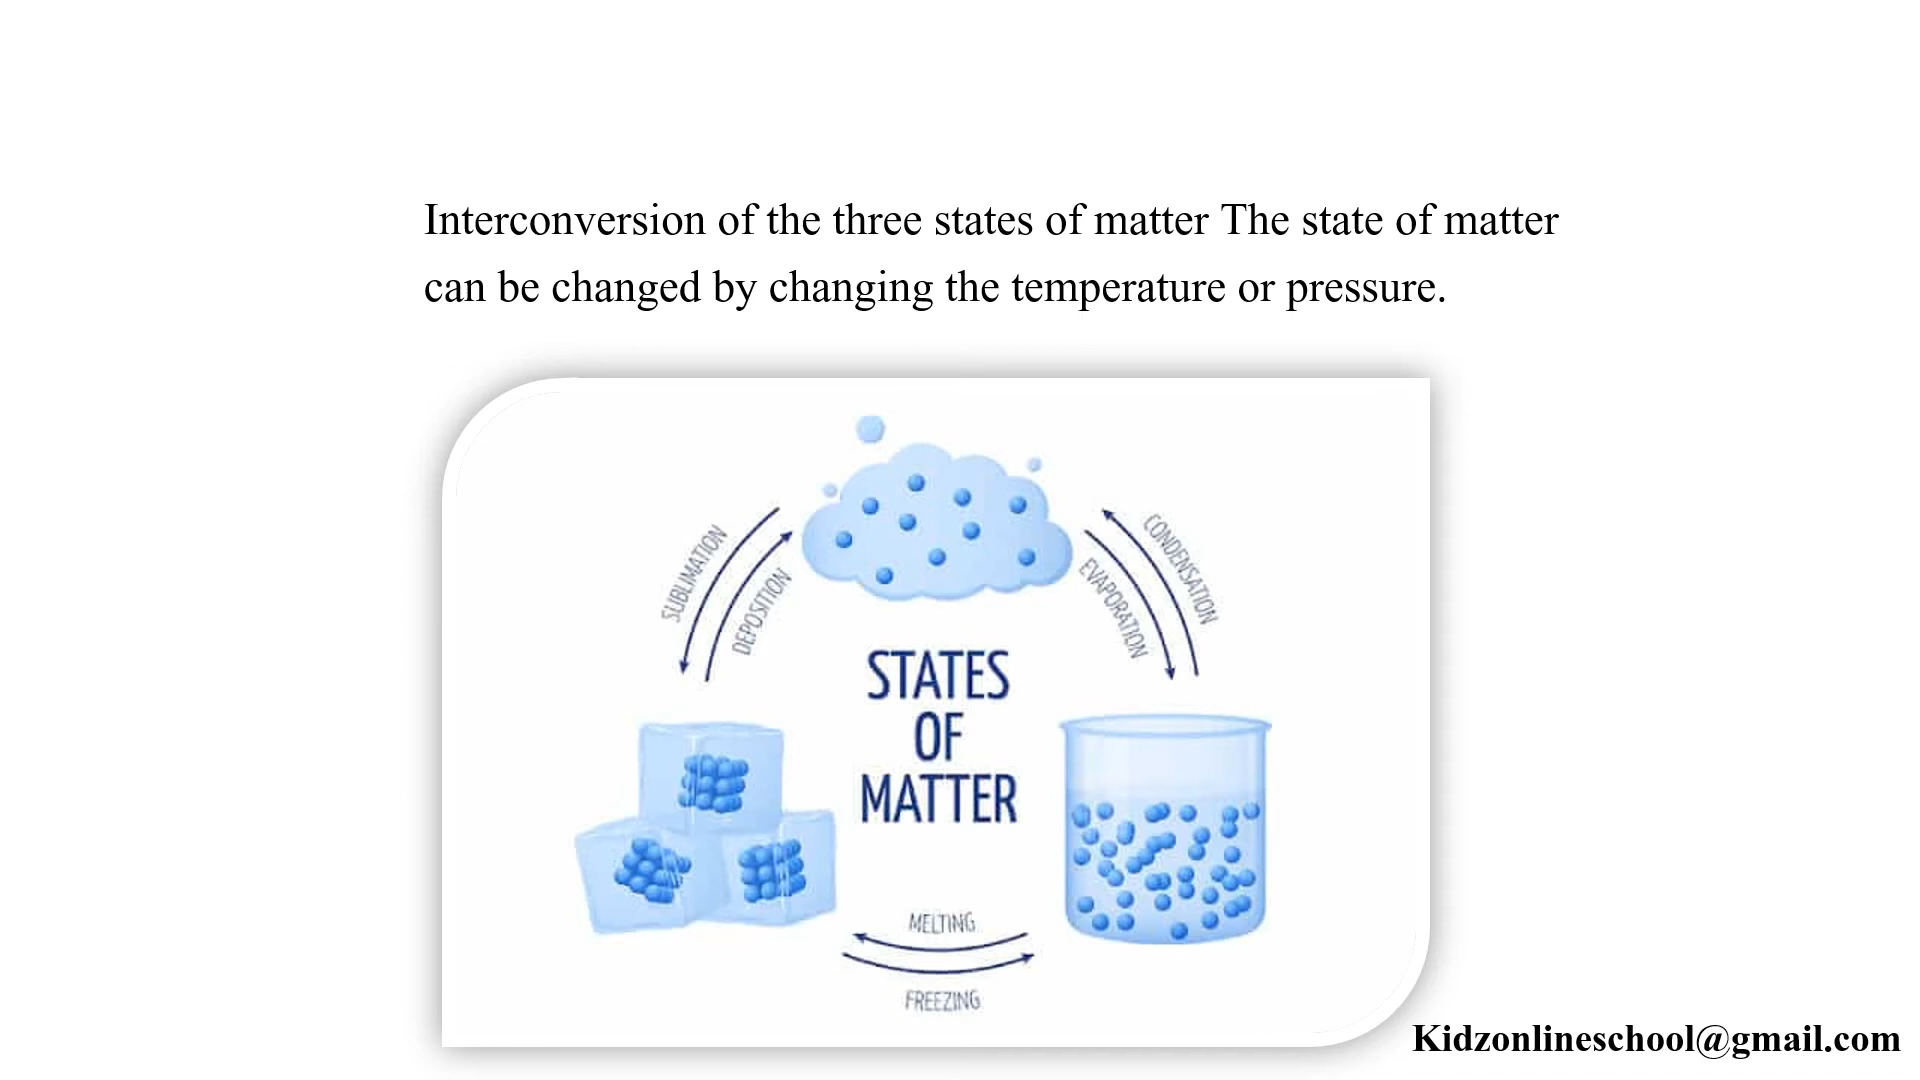 Interconversion of the three states of matter The state of matter
can be changed by changing the temperature or pressure.
SUBLIMATION
DEPOSITION
CONDENSATION
EVAPORATION
STATES
OF
MATTER
MELTING
FREEZING
Kidzonlineschool@gmail.com